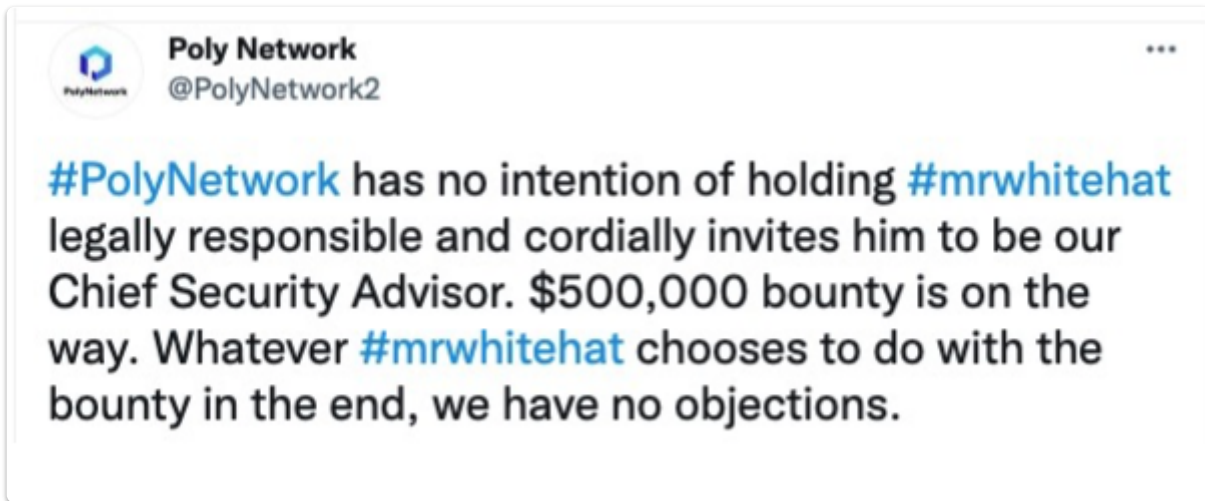 Poly Network
@PolyNetwork2
PolyNetwork
#PolyNetwork has no intention of holding #mrwhitehat
legally responsible and cordially invites him to be our
Chief Security Advisor. $500,000 bounty is on the
way. Whatever #mrwhitehat chooses to do with the
bounty in the end, we have no objections.